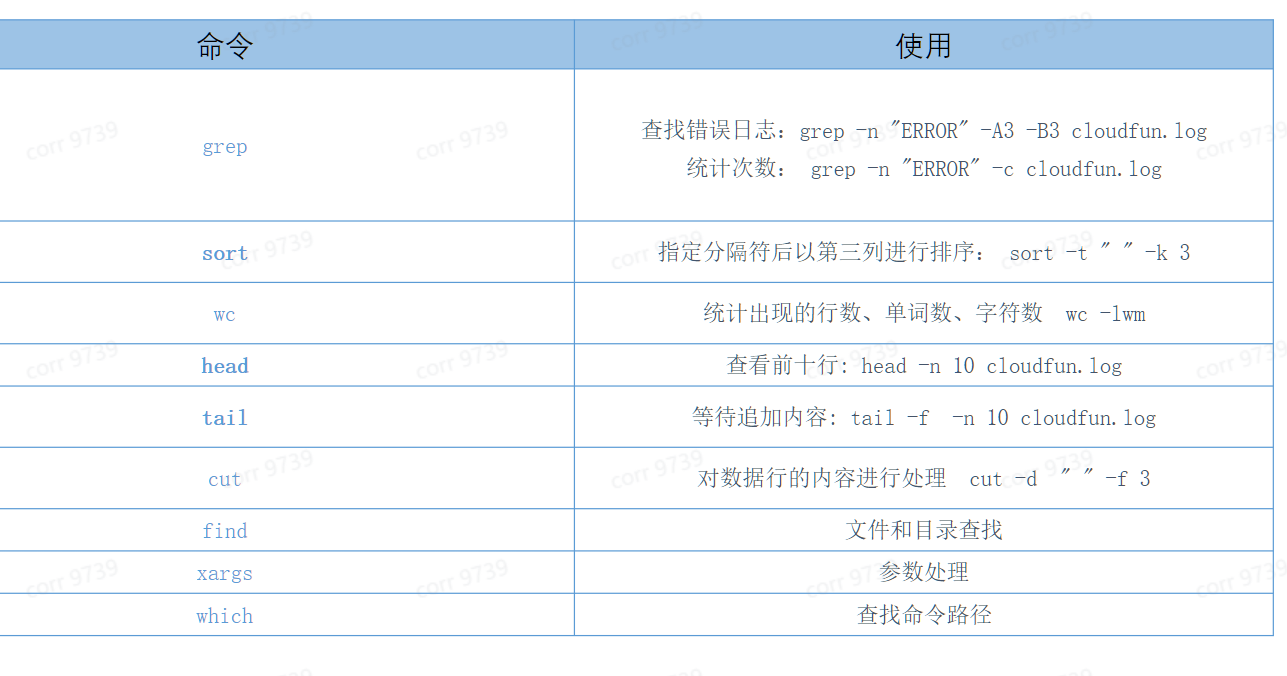 命令 使用
grep
查找错误日志: grep -n "ERROR" -A3 -B3 cloudfun.log
统计次数: grep -n "ERROR" -c cloudfun.log
sort 指定分隔符后以第三列进行排序: sort -t " " -k 3
wc 统计出现的行数、单词数、字符数 wc -lwm
head 查看前十行: head -n 10 cloudfun.log
tail 等待追加内容: tail -f -n 10 cloudfun.log
cut 对数据行的内容进行处理 cut -d " " -f 3
find 文件和目录查找
xargs 参数处理
which 查找命令路径
corr 9739